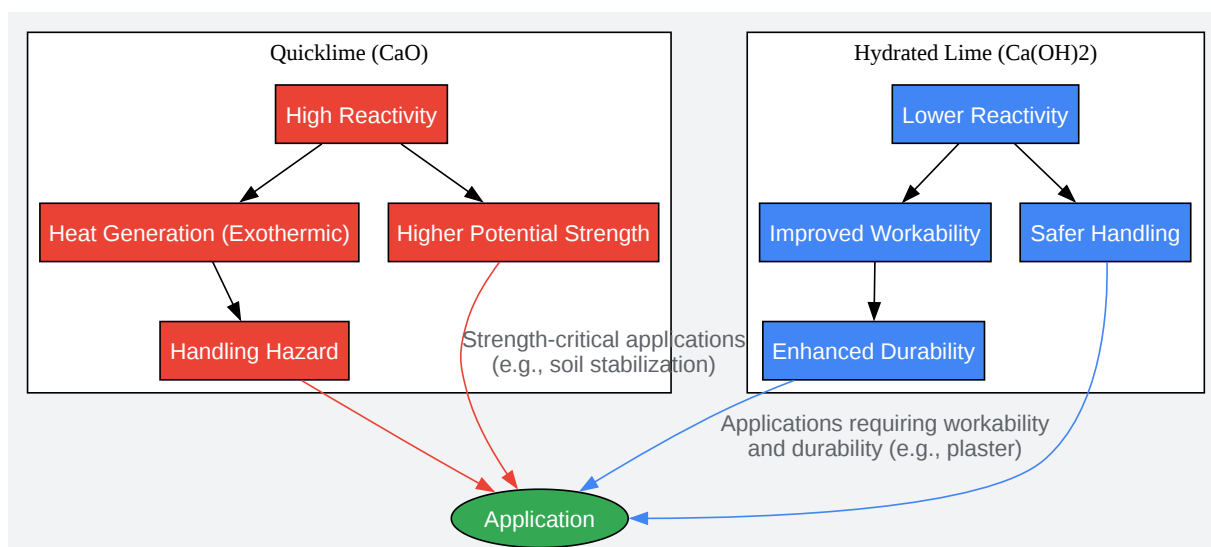 Quicklime (CaO)
High Reactivity
Heat Generation (Exothermic)
Higher Potential Strength
Handling Hazard
Strength-critical applications
(e.g., soil stabilization)
Hydrated Lime (Ca(OH)2)
Lower Reactivity
Improved Workability
Safer Handling
Enhanced Durability
Applications requiring workability
and durability (e.g., plaster)
Application